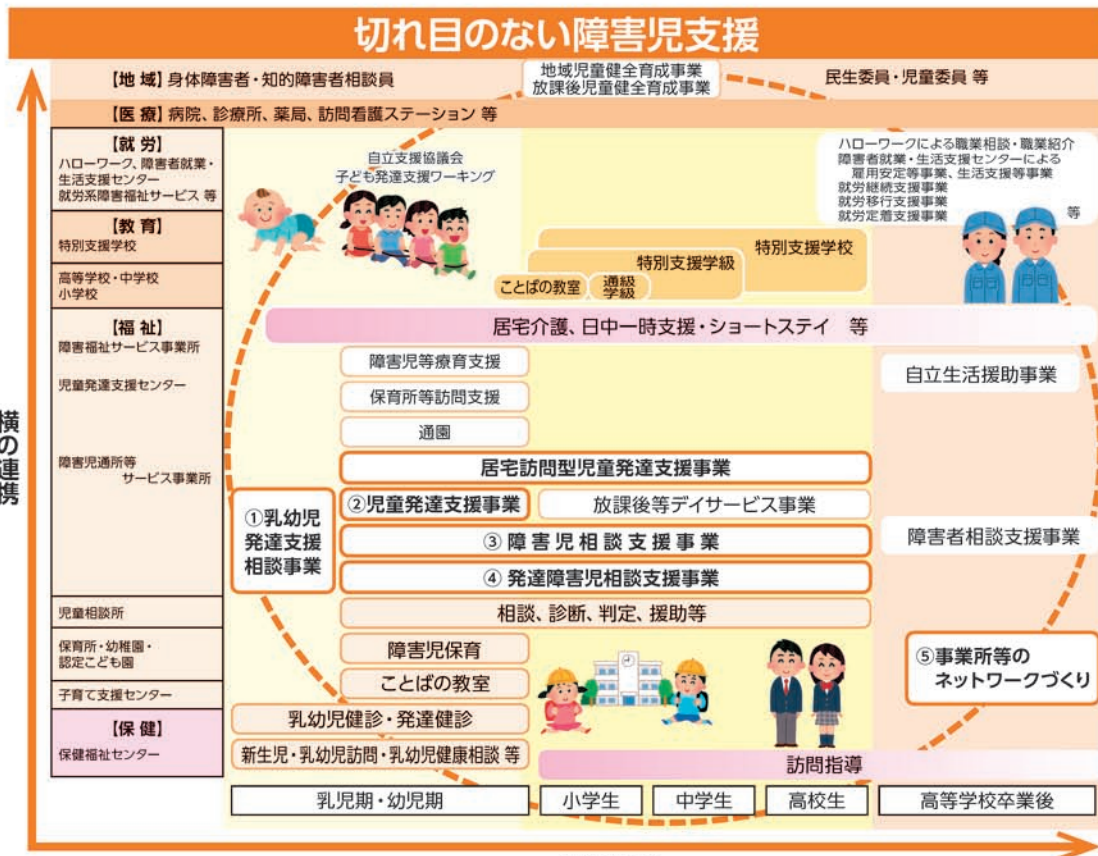 切れ目のない障害児支援
【地 域】身体障害者・知的障害者相談員
地域児童健全育成事業
放課後児童健全育成事業
民生委員・児童委員 等
【医 療】病院、診療所、薬局、訪問看護ステーション 等
【就 労】
ハローワーク、障害者就業・
生活支援センター
就労系障害福祉サービス 等
自立支援協議会
子ども発達支援ワーキング
ハローワークによる職業相談・職業紹介
障害者就業・生活支援センターによる
雇用安定等事業、生活支援等事業
就労継続支援事業
就労移行支援事業
就労定着支援事業
等
【教 育】
特別支援学校
高等学校・中学校
小学校
特別支援学校
特別支援学級
ことばの教室
通級
学級
【福 祉】
障害福祉サービス事業所
児童発達支援センター
障害児通所等
サービス事業所
居宅介護、日中一時支援・ショートステイ 等
障害児等療育支援
保育所等訪問支援
通園
自立生活援助事業
居宅訪問型児童発達支援事業
①乳幼児
発達支援
相談事業
②児童発達支援事業
放課後等デイサービス事業
③障害児相談支援事業
④発達障害児相談支援事業
障害者相談支援事業
児童相談所
相談、診断、判定、援助等
保育所・幼稚園・
認定こども園
障害児保育
⑤事業所等の
ネットワークづくり
子育て支援センター
ことばの教室
【保 健】
保健福祉センター
乳幼児健診・発達健診
新生児・乳幼児訪問・乳幼児健康相談 等
訪問指導
乳児期・幼児期
小学生
中学生
高校生
高等学校卒業後
横の連携